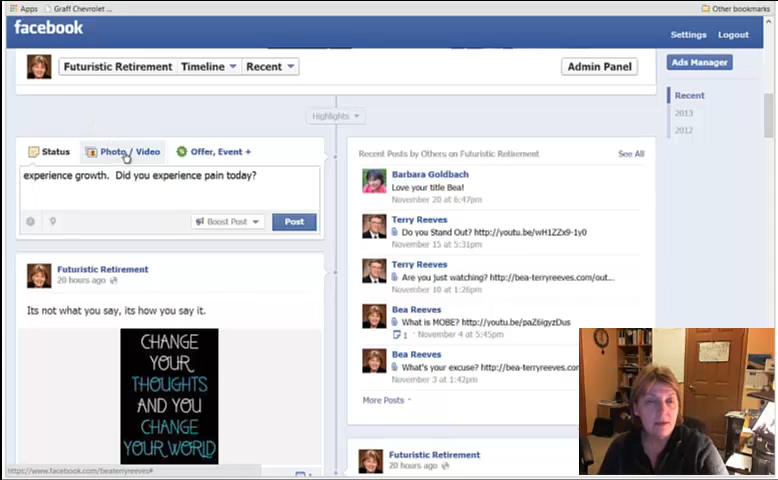 Apps
Graff Chevrolet ...
Other bookmarks
facebook
Settings
Logout
Futuristic Retirement
Timeline
Recent
Admin Panel
Ads Manager
Highlights
Recent
2013
2012
Status
Photo / Video
Offer, Event +
experience growth. Did you experience pain today?
Boost Post
Post
Recent Posts by Others on Futuristic Retirement
See All
Barbara Goldbach
Love your title Bea!
November 20 at 6:47pm
Terry Reeves
Do you Stand Out? http://youtu.be/wH1ZZx9-1y0
November 15 at 5:31pm
Terry Reeves
Are you just watching? http://bea-terryreeves.com/out...
November 10 at 1:26pm
Bea Reeves
What is MOBE? http://youtu.be/paZ6igyzDus
1 · November 4 at 5:45pm
Bea Reeves
What's your excuse? http://bea-terryreeves.com
November 3 at 1:42pm
More Posts
Futuristic Retirement
20 hours ago
Its not what you say, its how you say it.
CHANGE
YOUR
THOUGHTS
AND YOU
CHANGE
YOUR WORLD
Futuristic Retirement
20 hours ago
https://www.facebook.com/beaterryreeves#
1